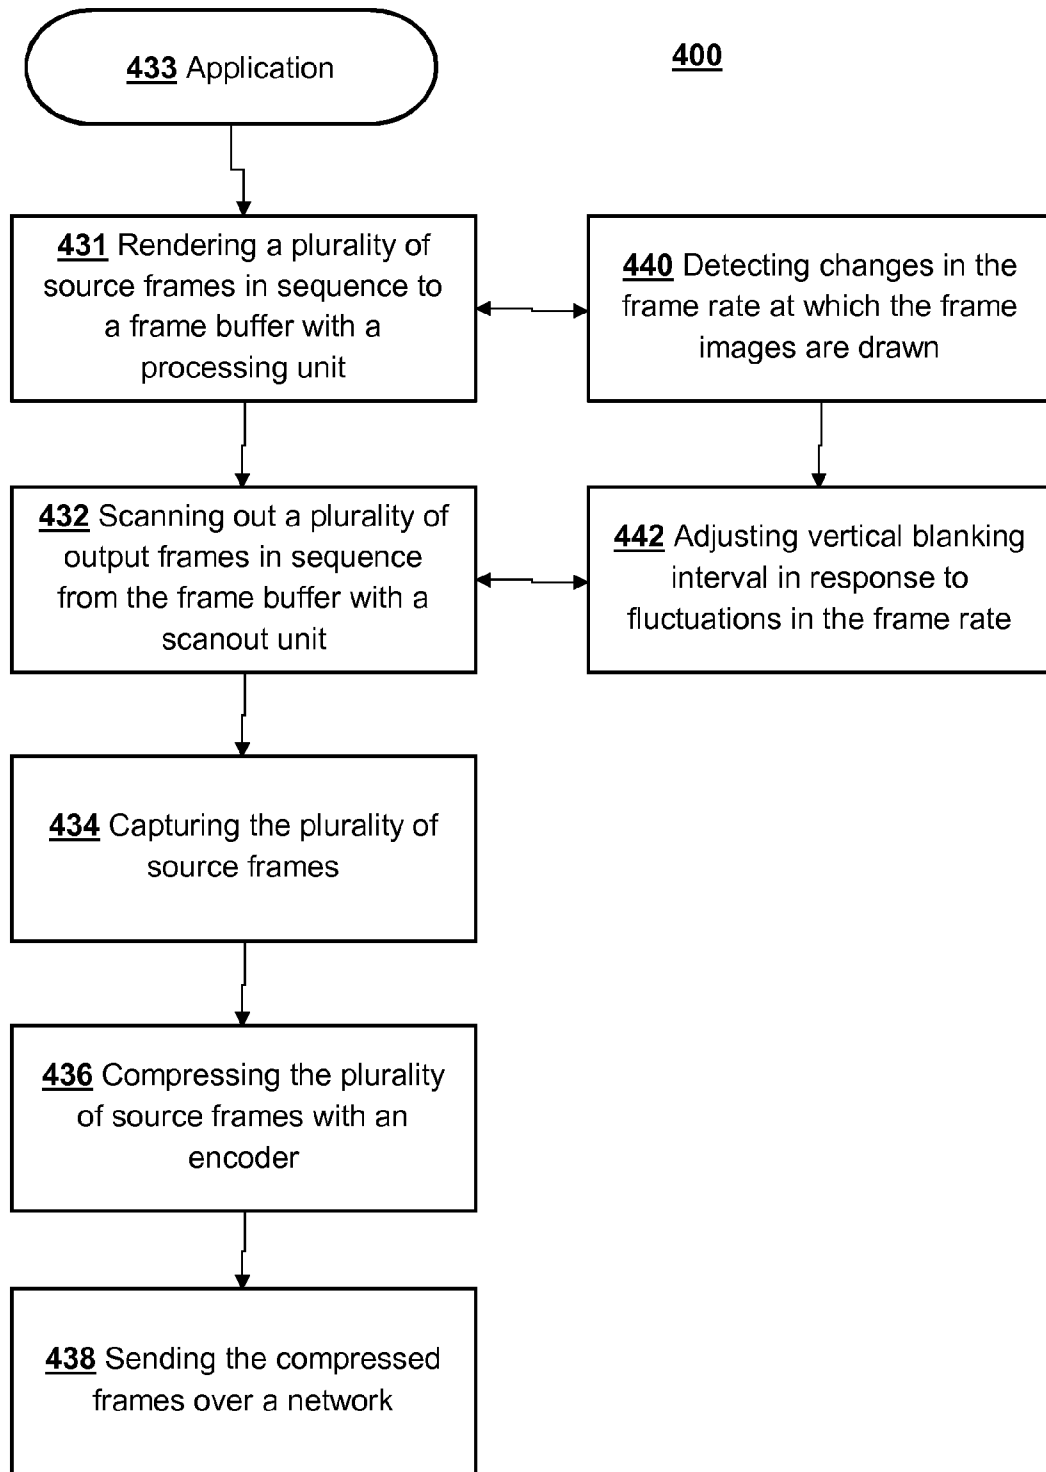 433 Application
400
431 Rendering a plurality of
source frames in sequence to
a frame buffer with a
processing unit
440 Detecting changes in the
frame rate at which the frame
images are drawn
432 Scanning out a plurality of
output frames in sequence
from the frame buffer with a
scanout unit
442 Adjusting vertical blanking
interval in response to
fluctuations in the frame rate
434 Capturing the plurality of
source frames
436 Compressing the plurality
of source frames with an
encoder
438 Sending the compressed
frames over a network